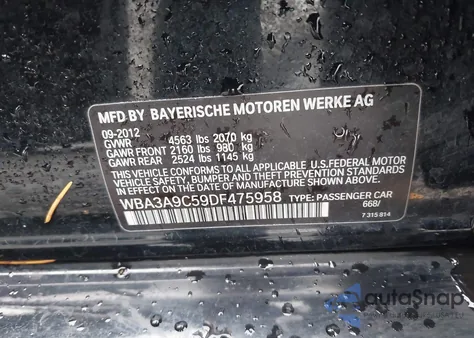 MFD BY BAYERISCHE MOTOREN WERKE AG
09-2012
GVWR 4563 lbs 2070 kg
GAWR FRONT 2160 lbs 980 kg
GAWR REAR 2524 lbs 1145 kg
THIS VEHICLE CONFORMS TO ALL APPLICABLE U.S. FEDERAL MOTOR
VEHICLE SAFETY, BUMPER, AND THEFT PREVENTION STANDARDS
IN EFFECT ON THE DATE OF MANUFACTURE SHOWN ABOVE.
WBA3A9C59DF475958 TYPE: PASSENGER CAR
668/
7 315 814
autoSnap